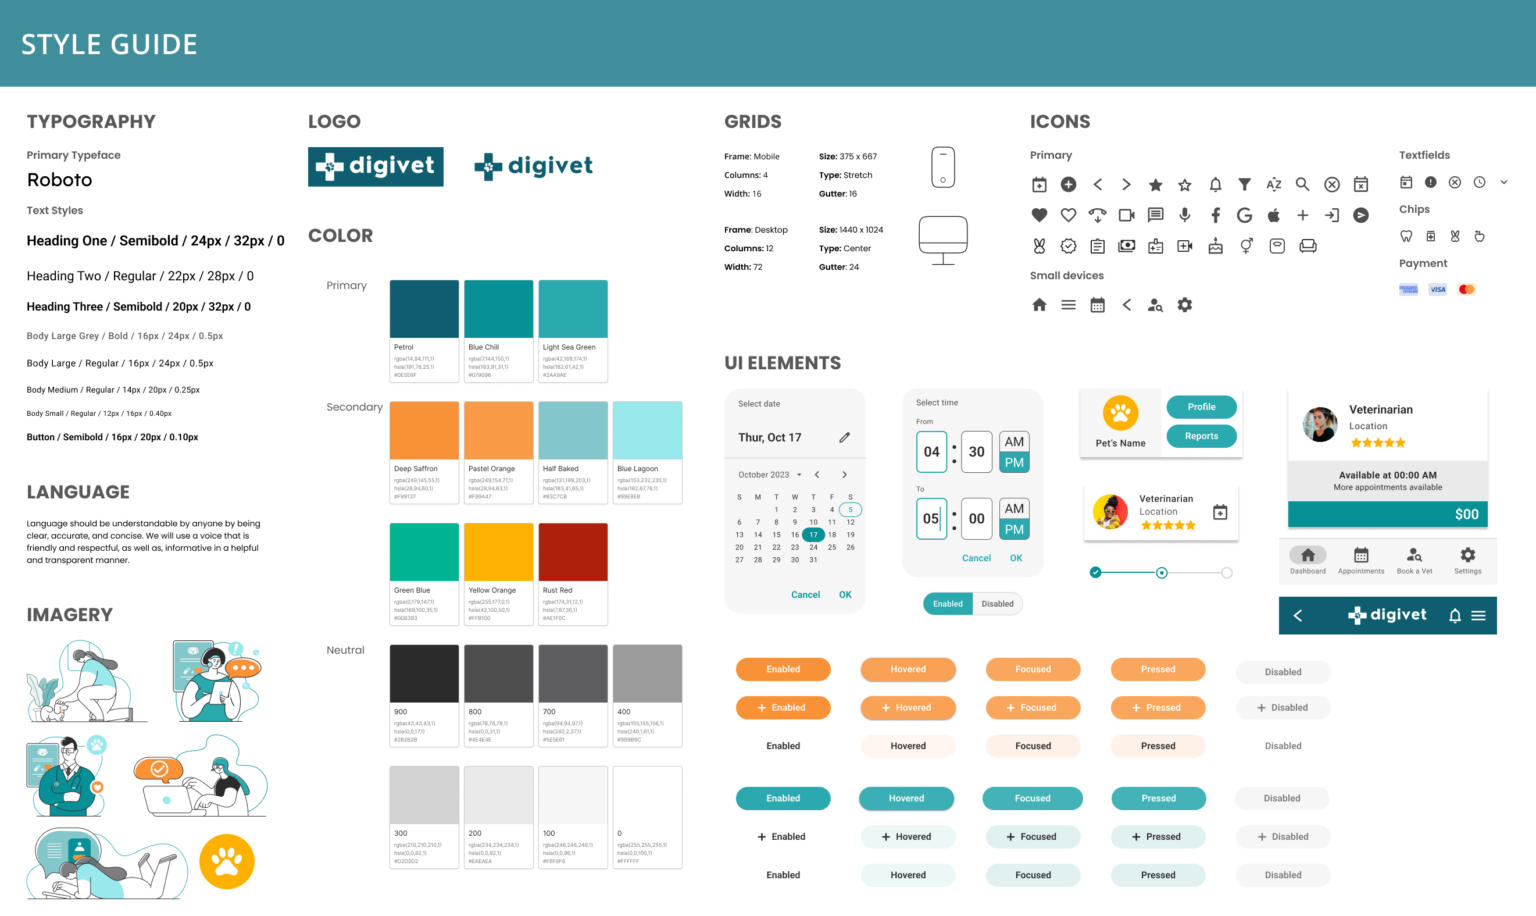 STYLE GUIDE
TYPOGRAPHY
Primary Typeface
Roboto
Text Styles
Heading One / Semibold / 24px / 32px / 0
Heading Two / Regular / 22px / 28px / 0
Heading Three / Semibold / 20px / 32px / 0
Body Large Grey / Bold / 16px / 24px / 0.5px
Body Large / Regular / 16px / 24px / 0.5px
Body Medium / Regular / 14px / 20px / 0.25px
Body Small / Regular / 12px / 16px / 0.40px
Button / Semibold / 16px / 20px / 0.10px
LANGUAGE
Language should be understandable by anyone by being
clear, accurate, and concise. We will use a voice that is
friendly and respectful, as well as, informative in a helpful
and transparent manner.
IMAGERY
LOGO
digivet
digivet
COLOR
Primary
Petrol
Blue Chill
Light Sea Green
Secondary
Deep Saffron
Pastel Orange
Half Baked
Blue Lagoon
Green Blue
Yellow Orange
Rust Red
Neutral
900
800
700
400
300
200
100
0
#FFFFFF
GRIDS
Frame: Mobile
Size: 375 x 667
Columns: 4
Type: Stretch
Width: 16
Gutter: 16
Frame: Desktop
Size: 1440 x 1024
Columns: 12
Type: Center
Width: 72
Gutter: 24
ICONS
Primary
Small devices
Textfields
Chips
Payment
VISA
UI ELEMENTS
Select date
Thur, Oct 17
October 2023
S M T W T F S
1 2 3 4 5
6 7 8 9 10 11 12
13 14 15 16 17 18 19
20 21 22 23 24 25 26
27 28 29 30 31
Cancel OK
Select time
From
04 : 30 AM PM
To
05 : 00 AM PM
Cancel OK
Enabled Disabled
Pet's Name
Profile
Reports
Veterinarian
Location
Veterinarian
Location
Available at 00:00 AM
More appointments available
$00
Dashboard Appointments Book a Vet Settings
digivet
Enabled Hovered Focused Pressed Disabled
+ Enabled + Hovered + Focused + Pressed + Disabled
Enabled Hovered Focused Pressed Disabled
Enabled Hovered Focused Pressed Disabled
+ Enabled + Hovered + Focused + Pressed + Disabled
Enabled Hovered Focused Pressed Disabled